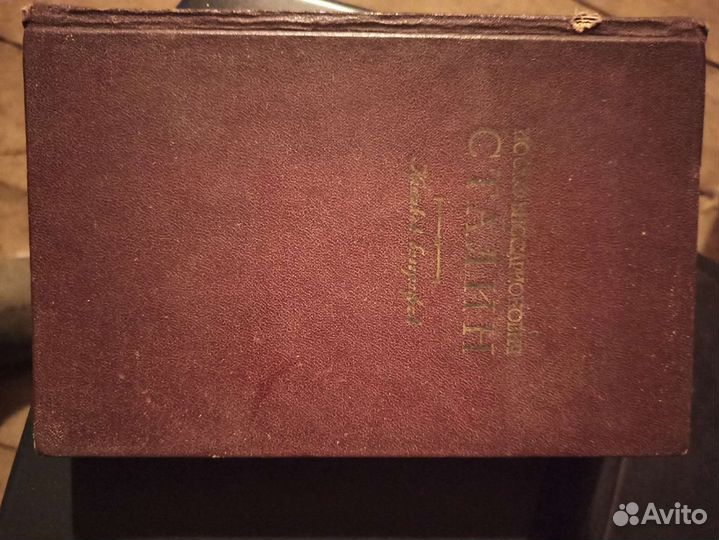 ИОСИФ ВИССАРИОНОВИЧ
СТАЛИН
Краткая биография
Avito